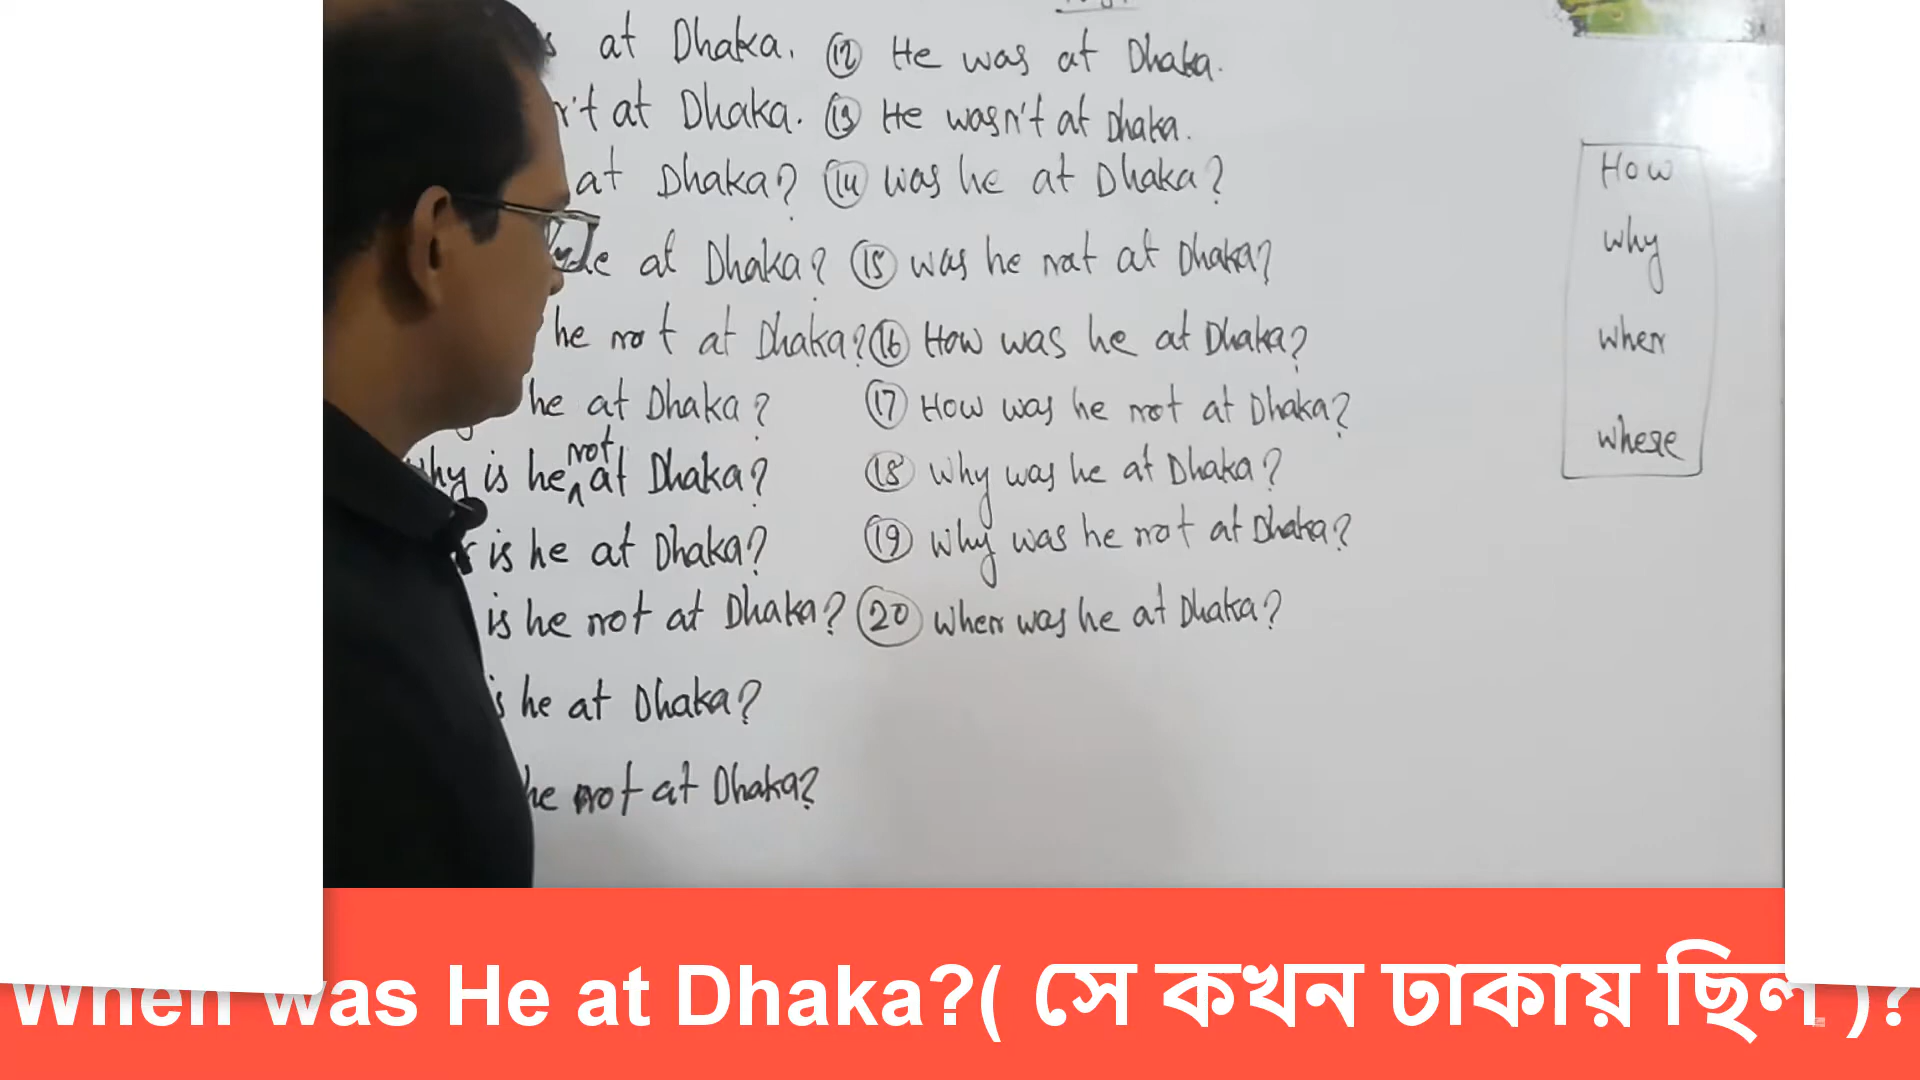 at Dhaka. ⑫ He was at Dhaka.
at Dhaka. ⑬ He wasn't at Dhaka.
at Dhaka? ⑭ was he at Dhaka?
at Dhaka? ⑮ was he not at Dhaka?
he not at Dhaka? ⑯ How was he at Dhaka?
he at Dhaka? ⑰ How was he not at Dhaka?
why is he not at Dhaka? ⑱ Why was he at Dhaka?
is he at Dhaka? ⑲ Why was he not at Dhaka?
is he not at Dhaka? ⑳ When was he at Dhaka?
he at Dhaka?
he not at Dhaka?
How
why
when
where
When was He at Dhaka?( সে কখন ঢাকায় ছিল )?